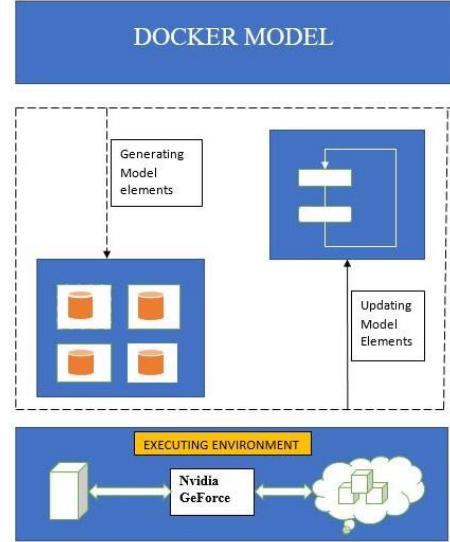 DOCKER MODEL
Generating
Model
elements
Updating
Model
Elements
EXECUTING ENVIRONMENT
Nvidia
GeForce